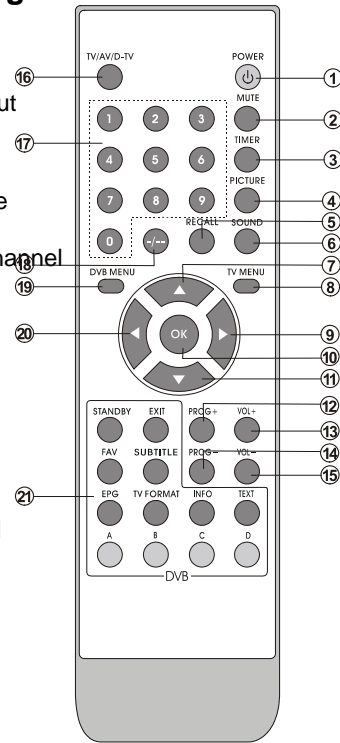 g
TV/AV/D-TV POWER
16 1
ut MUTE
1 2 3 2
17 TIMER
4 5 6 3
e PICTURE
7 8 9 4
RECALL SOUND 5
0 -/-- 6
hannel 7
18
DVB MENU TV MENU 8
19
20 9
OK
10
11
STANDBY EXIT PROG+ VOL+ 12
13
FAV SUBTITLE PROG- VOL- 14
15
21 EPG TV FORMAT INFO TEXT
A B C D
DVB